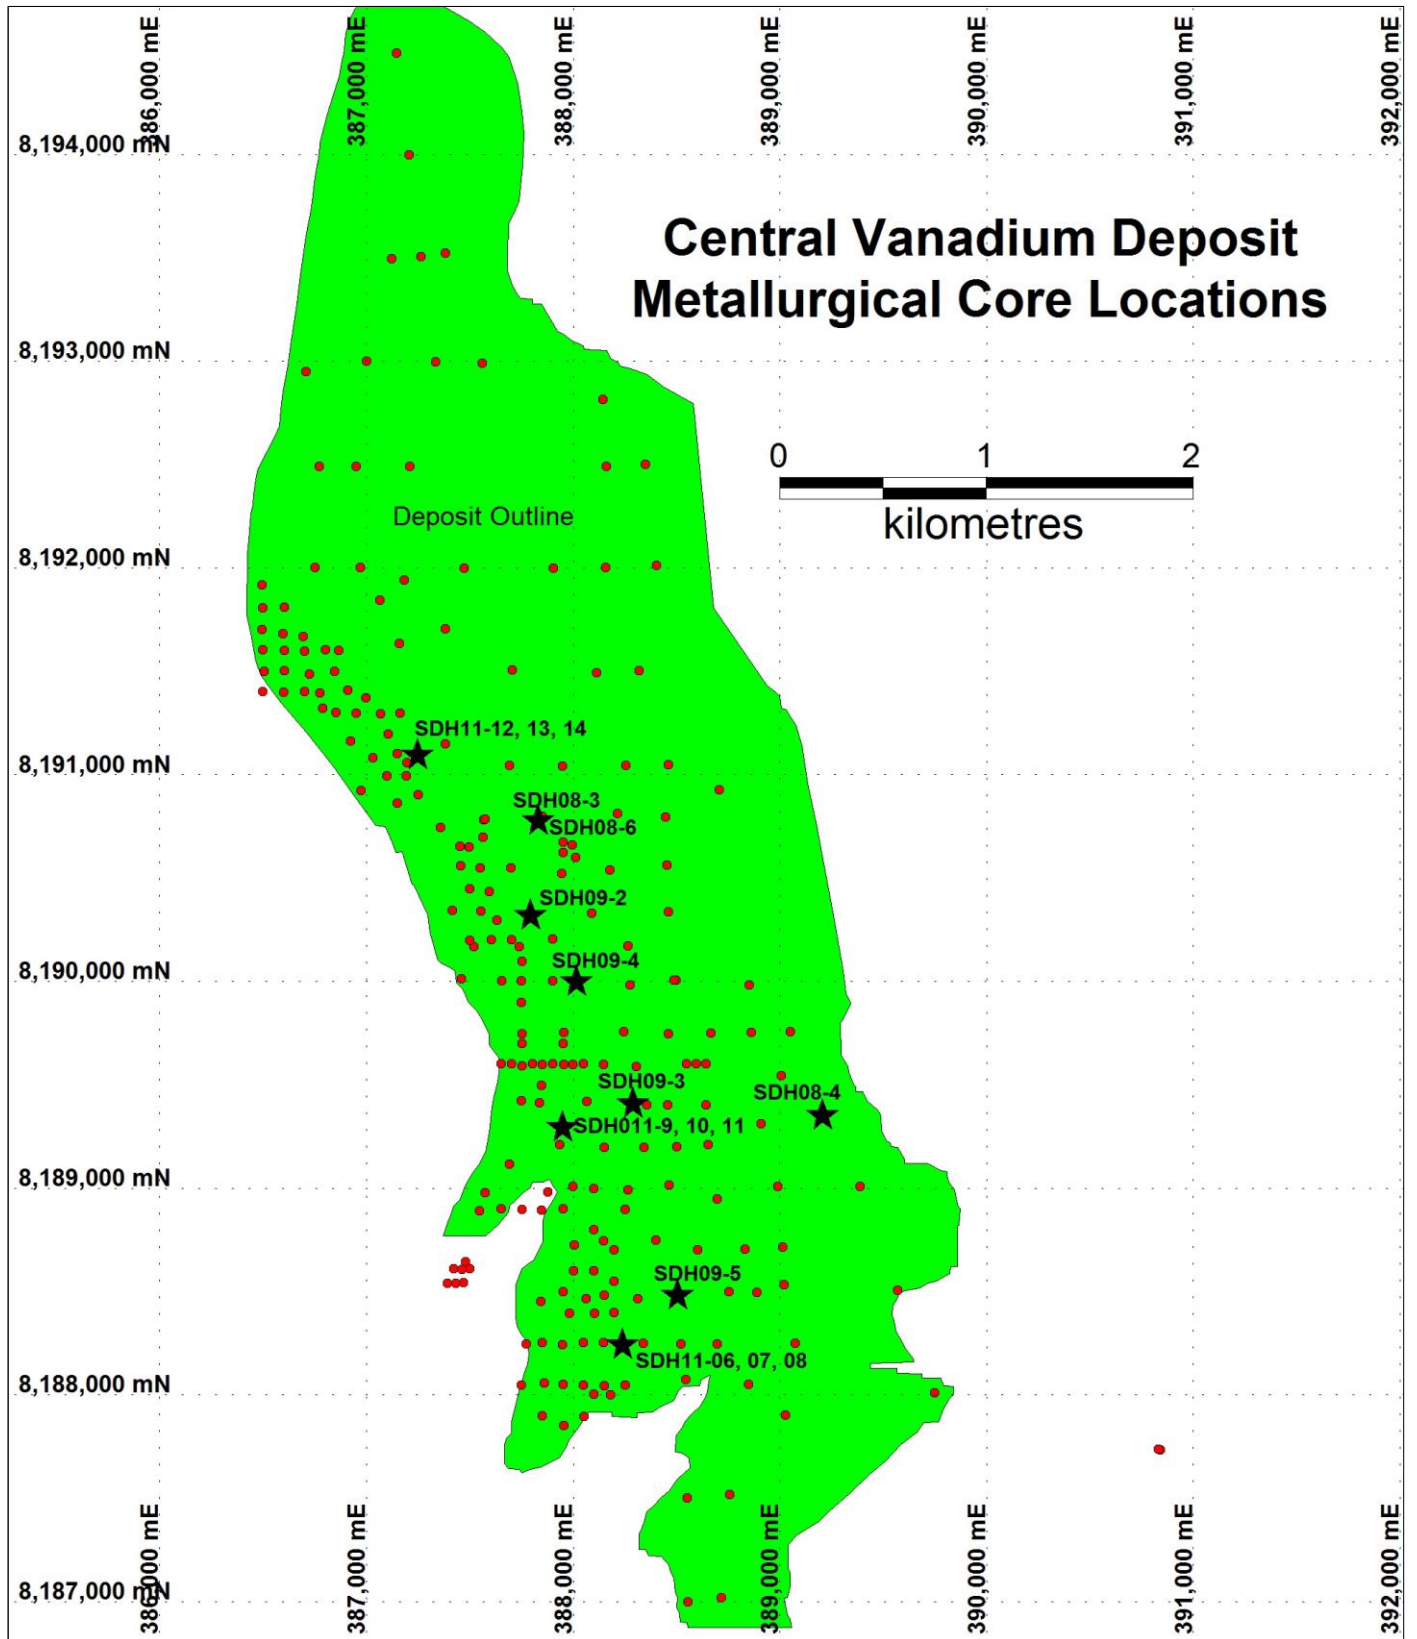 386,000 mE
387,000 mE
388,000 mE
389,000 mE
390,000 mE
391,000 mE
392,000 mE
8,194,000 mN
Central Vanadium Deposit
Metallurgical Core Locations
8,193,000 mN
0 1 2
kilometres
Deposit Outline
8,192,000 mN
SDH11-12, 13, 14
8,191,000 mN
SDH08-3
SDH08-6
SDH09-2
SDH09-4
8,190,000 mN
SDH09-3
SDH08-4
SDH011-9, 10, 11
8,189,000 mN
SDH09-5
SDH11-06, 07, 08
8,188,000 mN
8,187,000 mN
386,000 mE
387,000 mE
388,000 mE
389,000 mE
390,000 mE
391,000 mE
392,000 mE